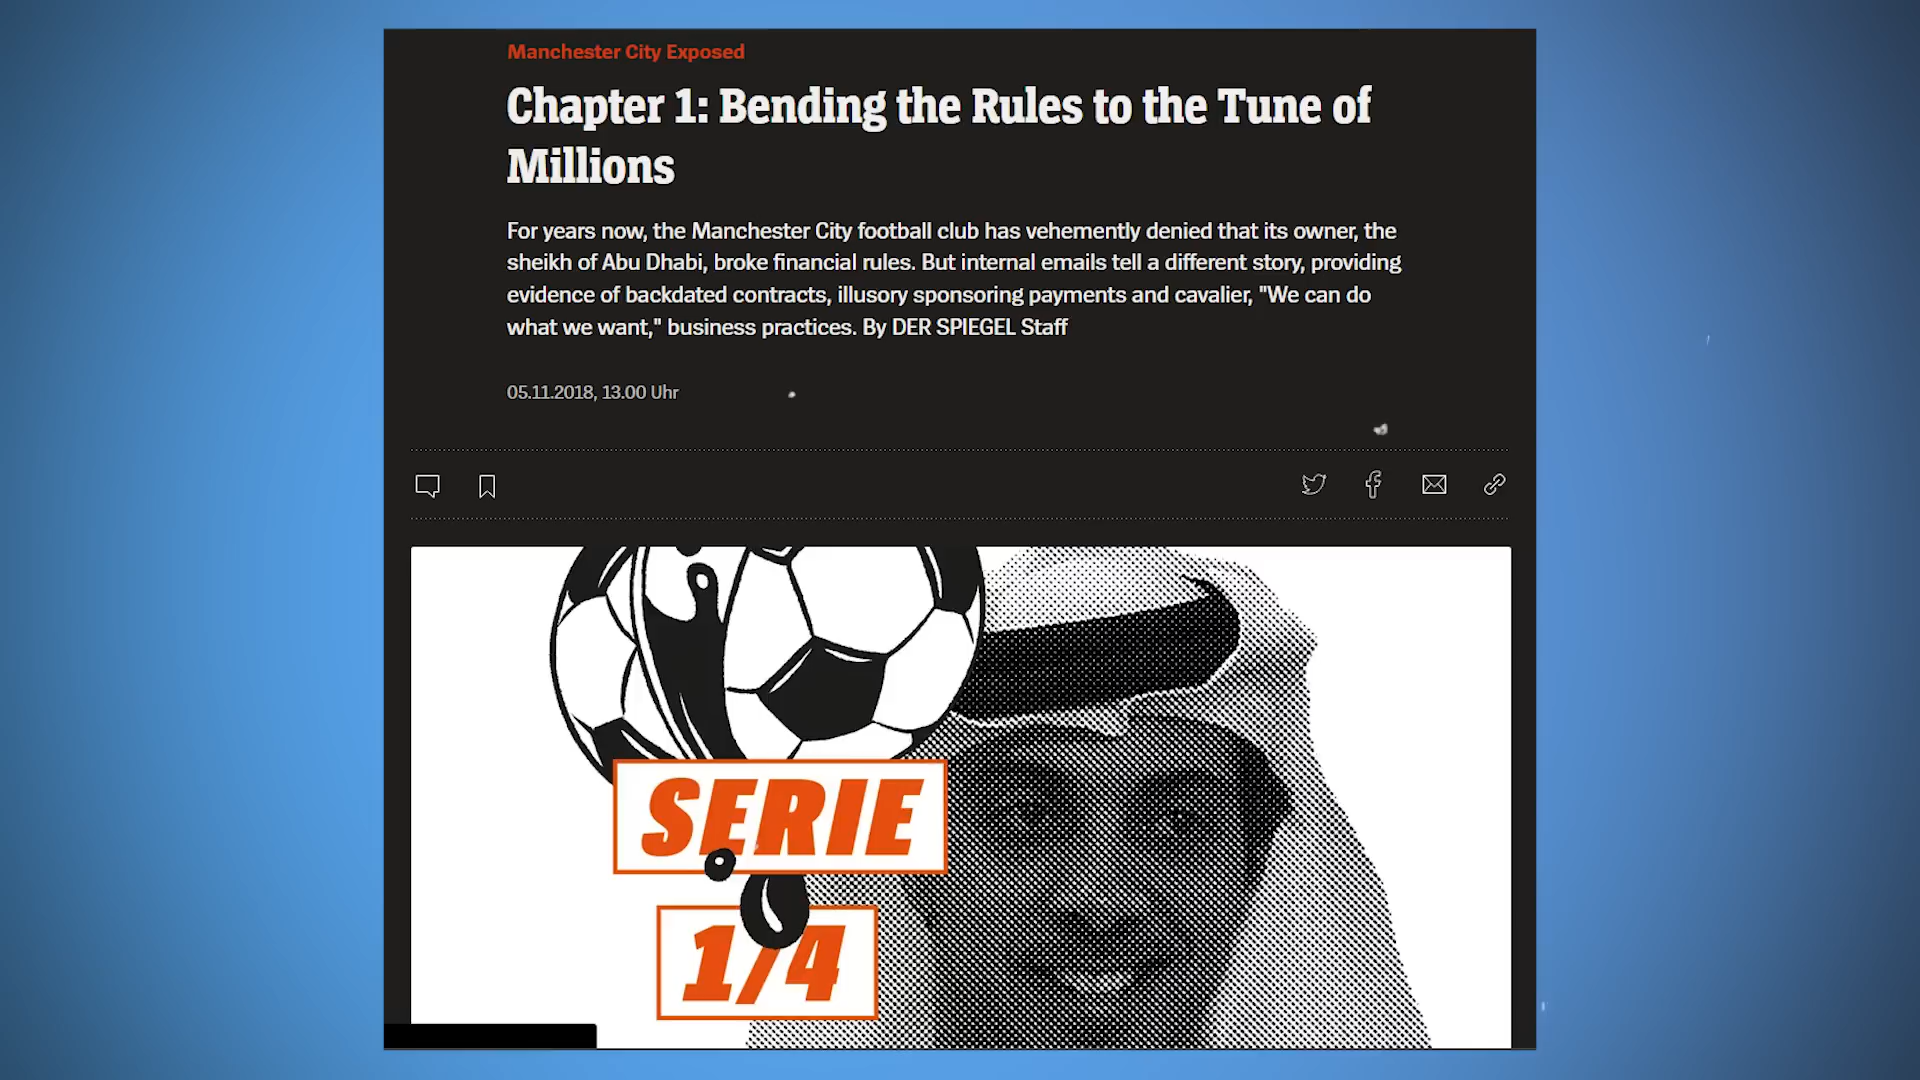 Manchester City Exposed
Chapter 1: Bending the Rules to the Tune of
Millions
For years now, the Manchester City football club has vehemently denied that its owner, the
sheikh of Abu Dhabi, broke financial rules. But internal emails tell a different story, providing
evidence of backdated contracts, illusory sponsoring payments and cavalier, "We can do
what we want," business practices. By DER SPIEGEL Staff
05.11.2018, 13.00 Uhr
SERIE
1/4